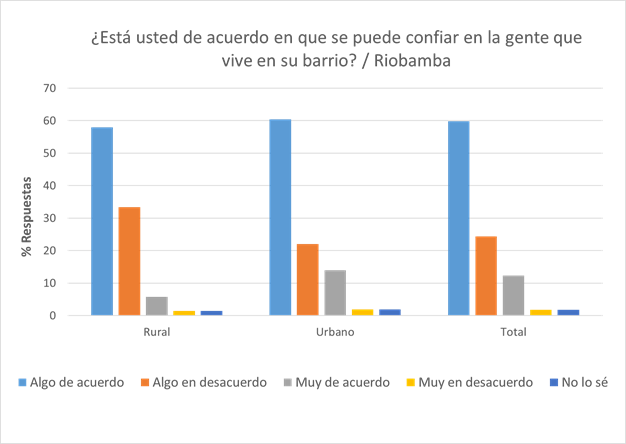 ¿Está usted de acuerdo en que se puede confiar en la gente que
vive en su barrio? / Riobamba
70
60
50
40
30
20
10
0
% Respuestas
Rural Urbano Total
Algo de acuerdo Algo en desacuerdo Muy de acuerdo Muy en desacuerdo No lo sé